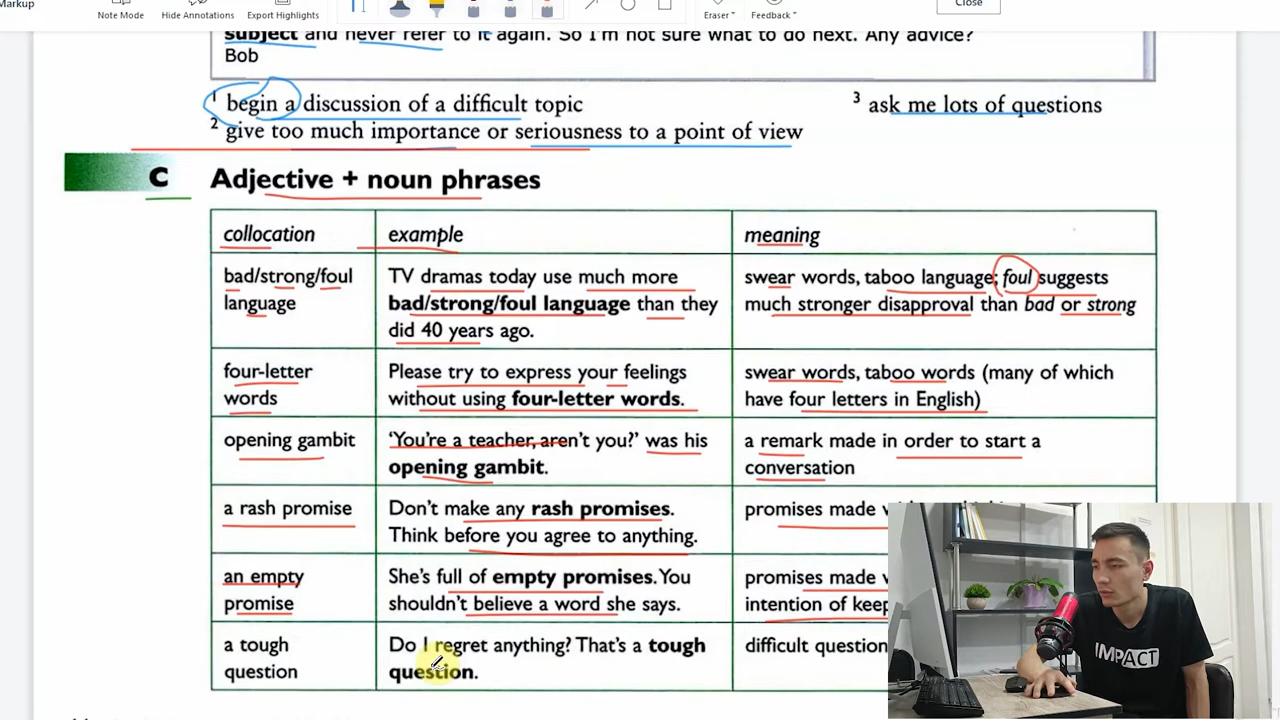 Markup
Note Mode
Hide Annotations
Export Highlights
Eraser
Feedback
Close
subject and never refer to it again. So I'm not sure what to do next. Any advice?
Bob
1 begin a discussion of a difficult topic
3 ask me lots of questions
2 give too much importance or seriousness to a point of view
C Adjective + noun phrases
collocation example meaning
bad/strong/foul language
TV dramas today use much more
bad/strong/foul language than they
did 40 years ago.
swear words, taboo language; foul suggests
much stronger disapproval than bad or strong
four-letter
words
Please try to express your feelings
without using four-letter words.
swear words, taboo words (many of which
have four letters in English)
opening gambit
'You're a teacher, aren't you?' was his
opening gambit.
a remark made in order to start a
conversation
a rash promise
Don't make any rash promises.
Think before you agree to anything.
promises made
an empty
promise
She's full of empty promises. You
shouldn't believe a word she says.
promises made
intention of
a tough
question
Do I regret anything? That's a tough
question.
difficult question
IMPACT